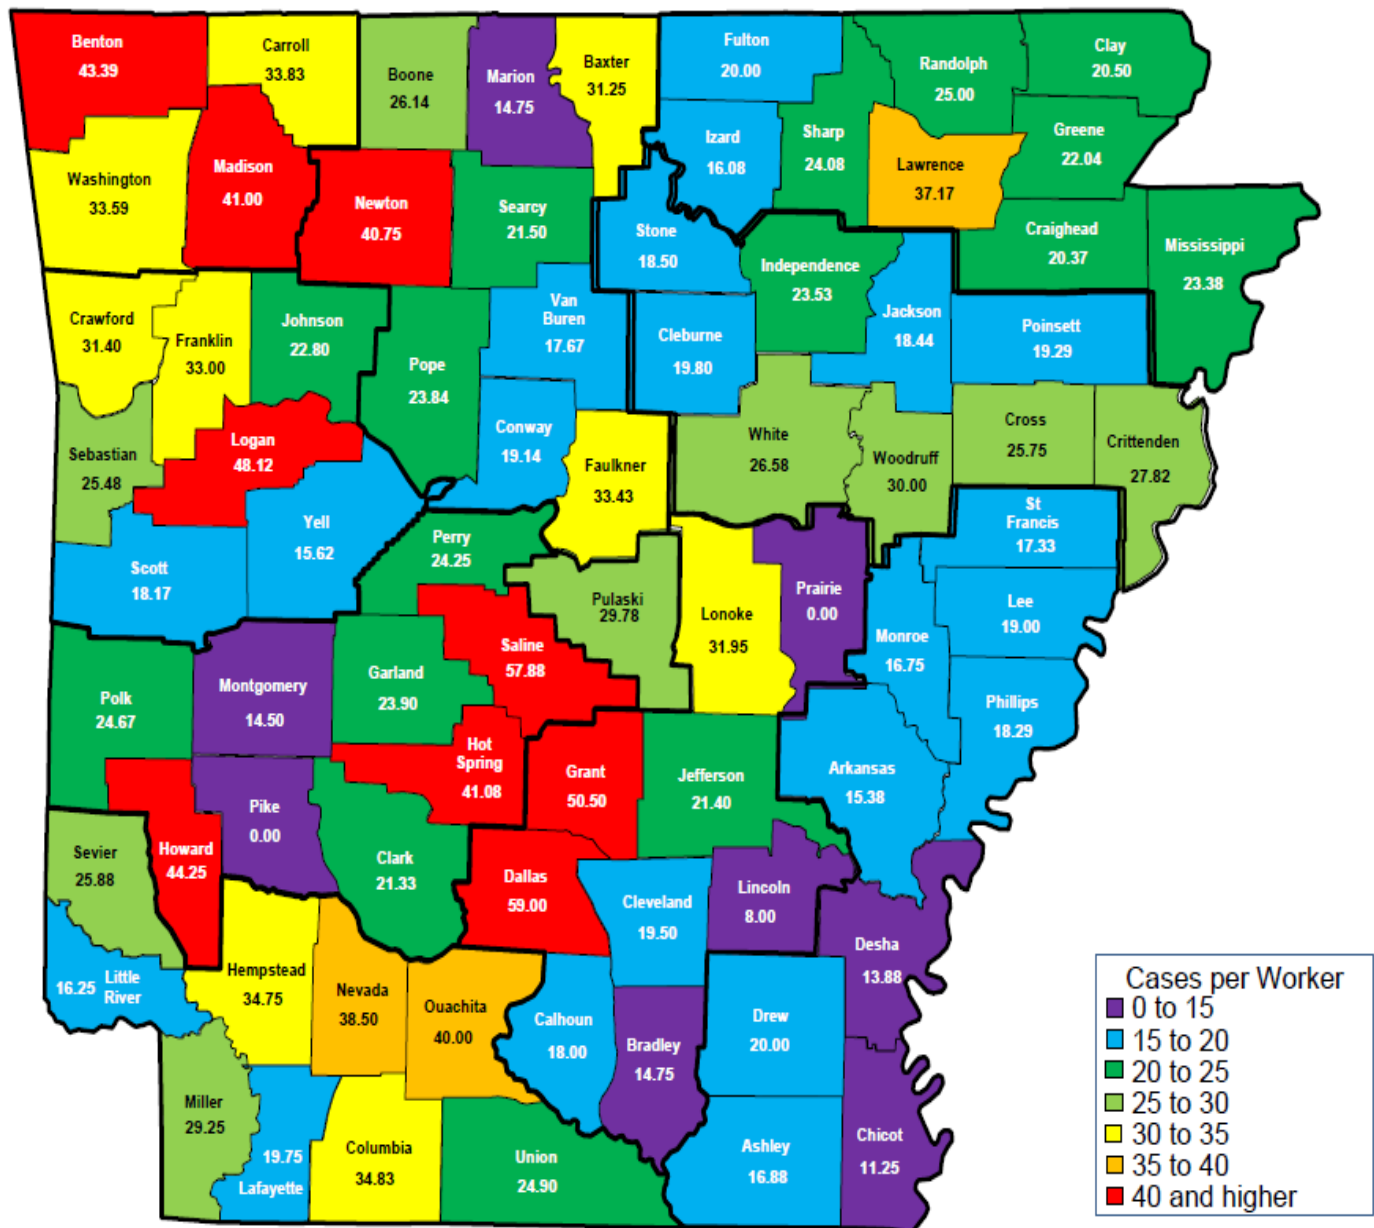 Benton
43.39
Carroll
33.83
Boone
26.14
Marion
14.75
Baxter
31.25
Fulton
20.00
Randolph
25.00
Clay
20.50
Washington
33.59
Madison
41.00
Newton
40.75
Searcy
21.50
Izard
16.08
Sharp
24.08
Lawrence
37.17
Greene
22.04
Stone
18.50
Independence
23.53
Craighead
20.37
Mississippi
23.38
Crawford
31.40
Franklin
33.00
Johnson
22.80
Pope
23.84
Van
Buren
17.67
Cleburne
19.80
Jackson
18.44
Poinsett
19.29
Sebastian
25.48
Logan
48.12
Conway
19.14
Faulkner
33.43
White
26.58
Woodruff
30.00
Cross
25.75
Crittenden
27.82
Scott
18.17
Yell
15.62
Perry
24.25
Pulaski
29.78
Lonoke
31.95
Prairie
0.00
St
Francis
17.33
Lee
19.00
Monroe
16.75
Phillips
18.29
Polk
24.67
Montgomery
14.50
Garland
23.90
Saline
57.88
Hot
Spring
41.08
Grant
50.50
Jefferson
21.40
Arkansas
15.38
Sevier
25.88
Howard
44.25
Pike
0.00
Clark
21.33
Dallas
59.00
Cleveland
19.50
Lincoln
8.00
Desha
13.88
16.25 Little
River
Hempstead
34.75
Nevada
38.50
Ouachita
40.00
Calhoun
18.00
Bradley
14.75
Drew
20.00
Miller
29.25
19.75
Lafayette
Columbia
34.83
Union
24.90
Ashley
16.88
Chicot
11.25
Cases per Worker
0 to 15
15 to 20
20 to 25
25 to 30
30 to 35
35 to 40
40 and higher